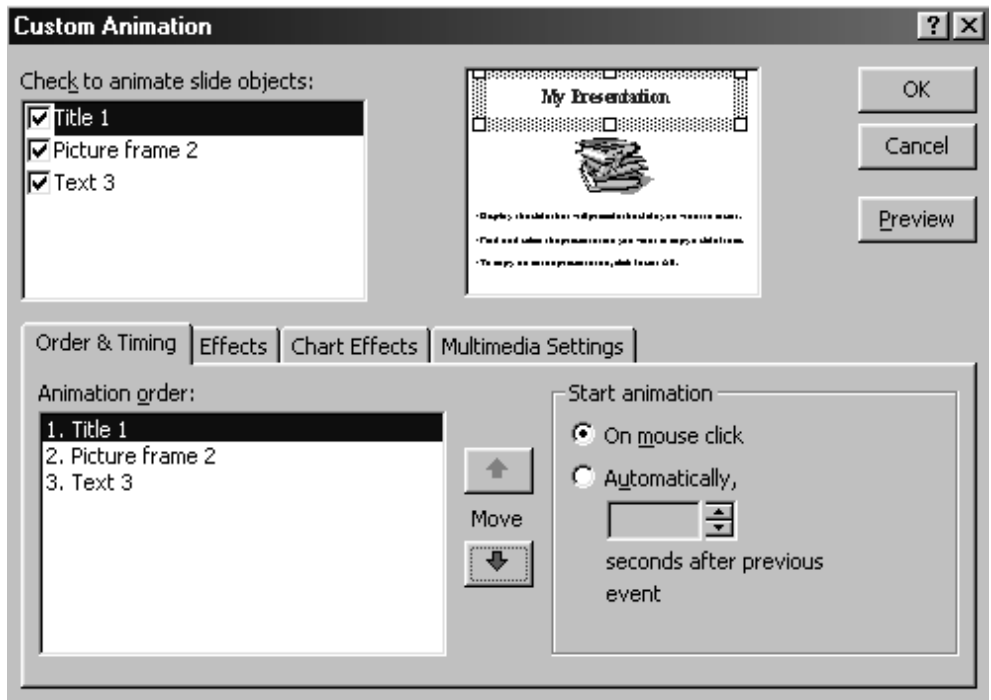 Custom Animation
Check to animate slide objects:
Title 1
Picture frame 2
Text 3
My Presentation
OK
Cancel
Preview
Order & Timing
Effects
Chart Effects
Multimedia Settings
Animation order:
1. Title 1
2. Picture frame 2
3. Text 3
Move
Start animation
On mouse click
Automatically,
seconds after previous
event